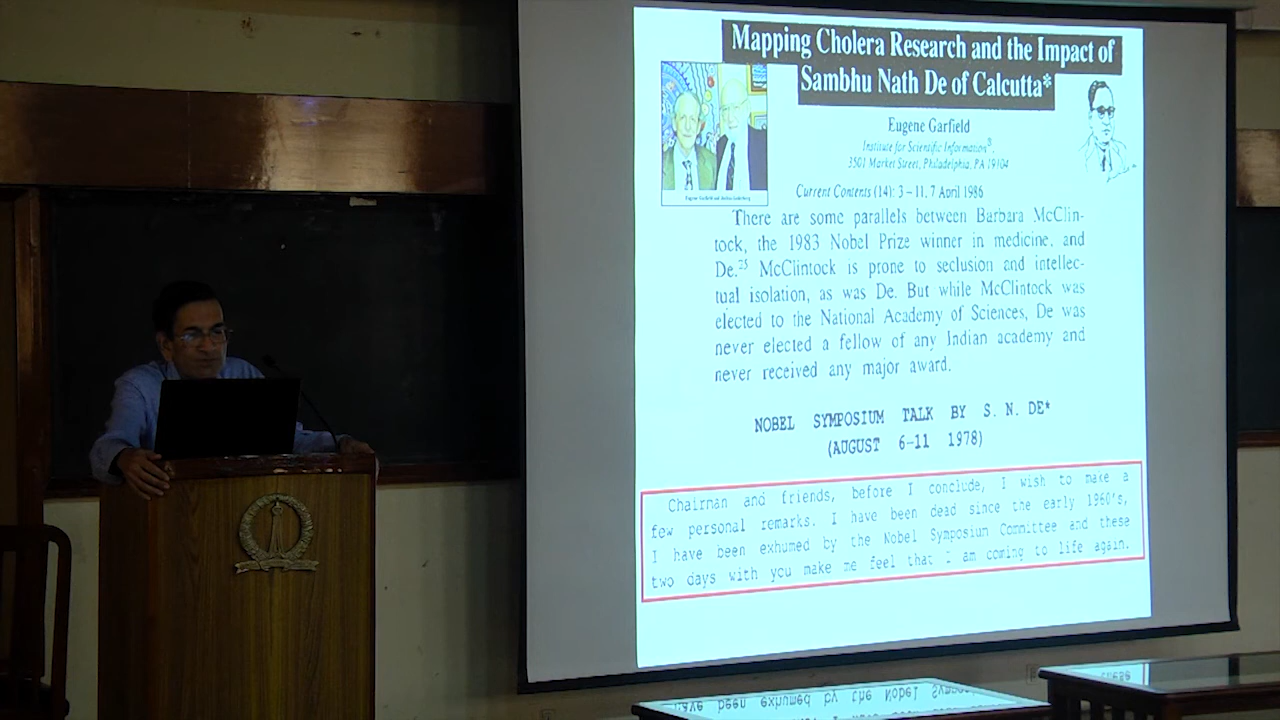 Mapping Cholera Research and the Impact of
Sambhu Nath De of Calcutta*
Eugene Garfield
Institute for Scientific Information®,
3501 Market Street, Philadelphia, PA 19104
Eugene Garfield and Joshua Lederberg
Current Contents (14): 3-11, 7 April 1986
There are some parallels between Barbara McClin-
tock, the 1983 Nobel Prize winner in medicine, and
De.25 McClintock is prone to seclusion and intellec-
tual isolation, as was De. But while McClintock was
elected to the National Academy of Sciences, De was
never elected a fellow of any Indian academy and
never received any major award.
NOBEL SYMPOSIUM TALK BY S. N. DE*
(AUGUST 6-11 1978)
Chairman and friends, before I conclude, I wish to make a
few personal remarks. I have been dead since the early 1960's,
I have been exhumed by the Nobel Symposium Committee and these
two days with you make me feel that I am coming to life again.